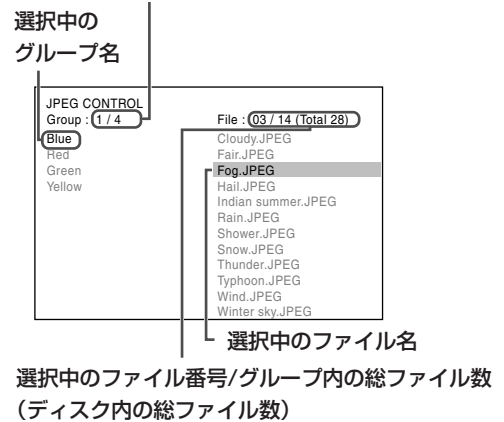 選択中の
グループ名
JPEG CONTROL
Group : 1 / 4
File : 03 / 14 (Total 28)
Blue
Red
Green
Yellow
Cloudy.JPEG
Fair.JPEG
Fog.JPEG
Hail.JPEG
Indian summer.JPEG
Rain.JPEG
Shower.JPEG
Snow.JPEG
Thunder.JPEG
Typhoon.JPEG
Wind.JPEG
Winter sky.JPEG
選択中のファイル名
選択中のファイル番号/グループ内の総ファイル数
（ディスク内の総ファイル数）